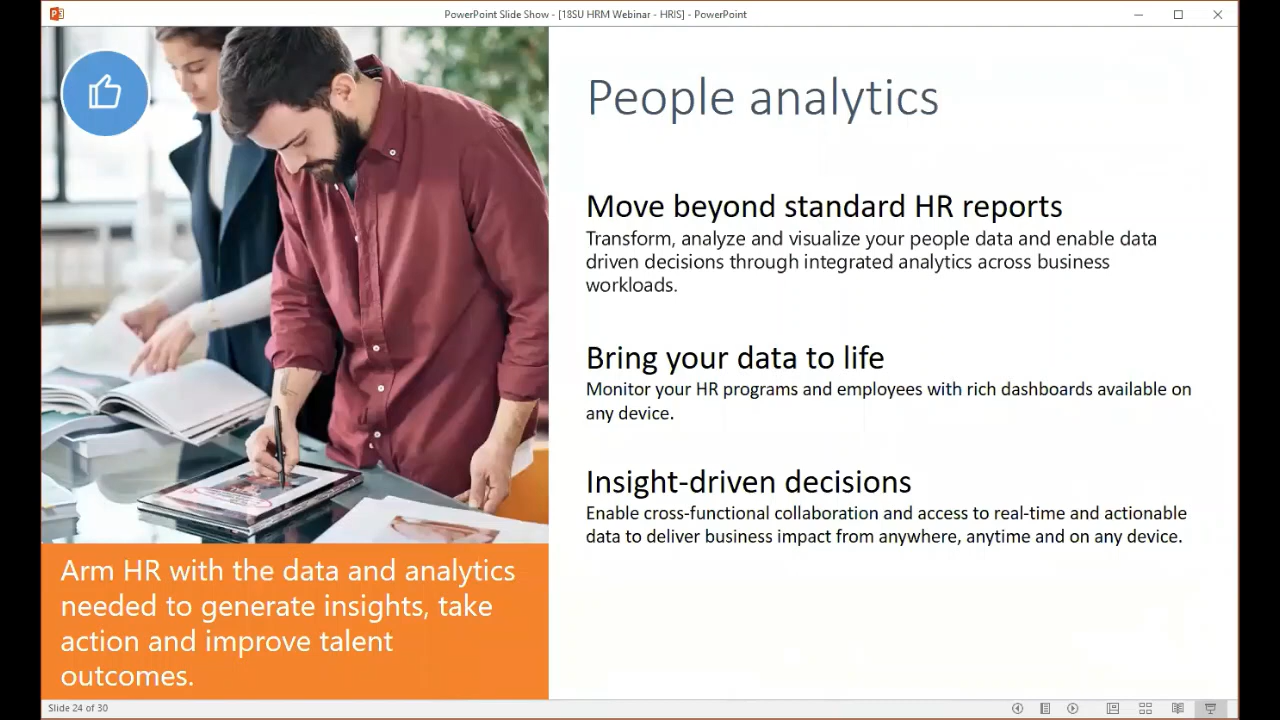 PowerPoint Slide Show - [18SU HRM Webinar - HRIS] - PowerPoint
People analytics
Move beyond standard HR reports
Transform, analyze and visualize your people data and enable data
driven decisions through integrated analytics across business
workloads.
Bring your data to life
Monitor your HR programs and employees with rich dashboards available on
any device.
Insight-driven decisions
Enable cross-functional collaboration and access to real-time and actionable
data to deliver business impact from anywhere, anytime and on any device.
Arm HR with the data and analytics
needed to generate insights, take
action and improve talent
outcomes.
Slide 24 of 30